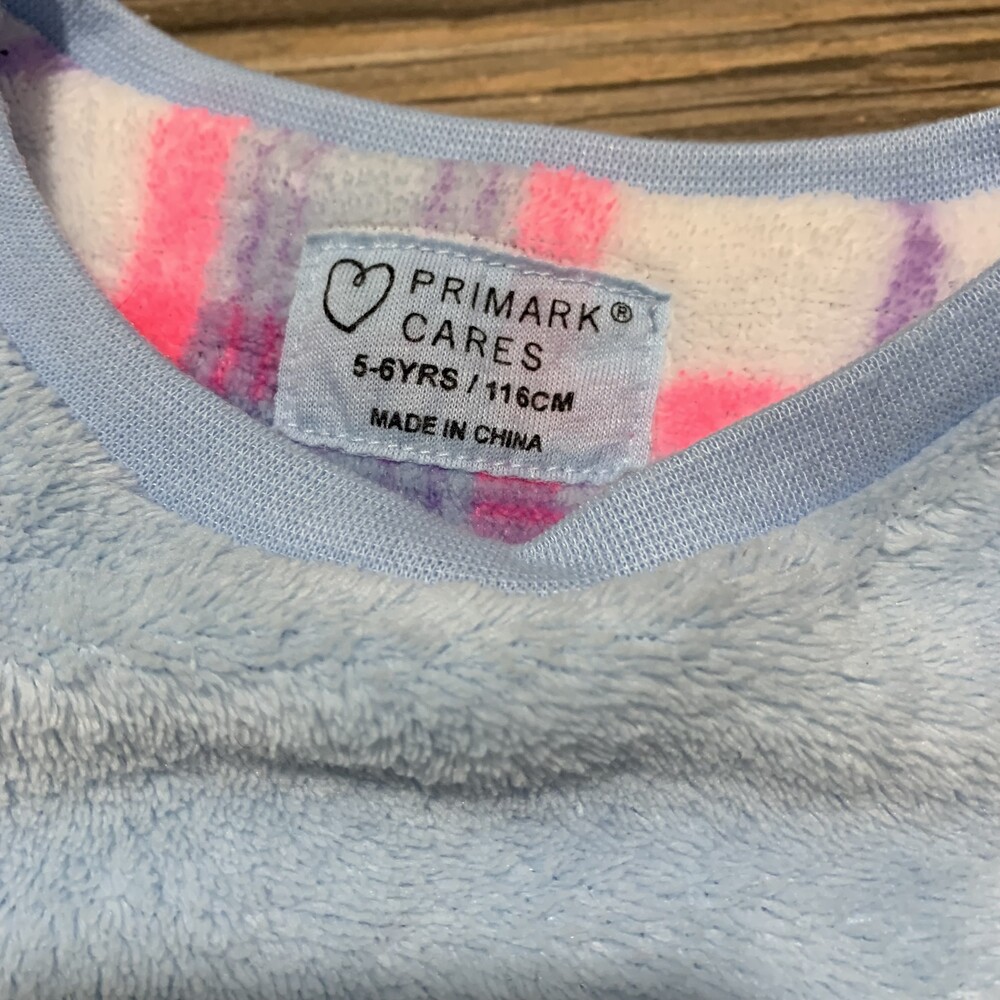 PRIMARK®
CARES
5-6YRS / 116CM
MADE IN CHINA